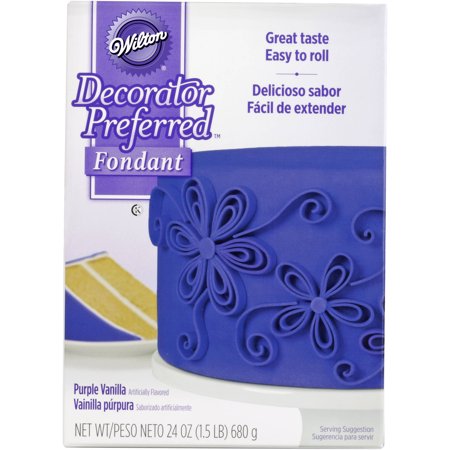 Wilton
Great taste
Easy to roll
Delicioso sabor
Fácil de extender
Decorator
Preferred™
Fondant
K
Purple Vanilla Artificially Flavored
Vainilla púrpura Saborizado artificialmente
NET WT/PESO NETO 24 OZ (1.5 LB) 680 g
Serving Suggestion
Sugerencia para servir